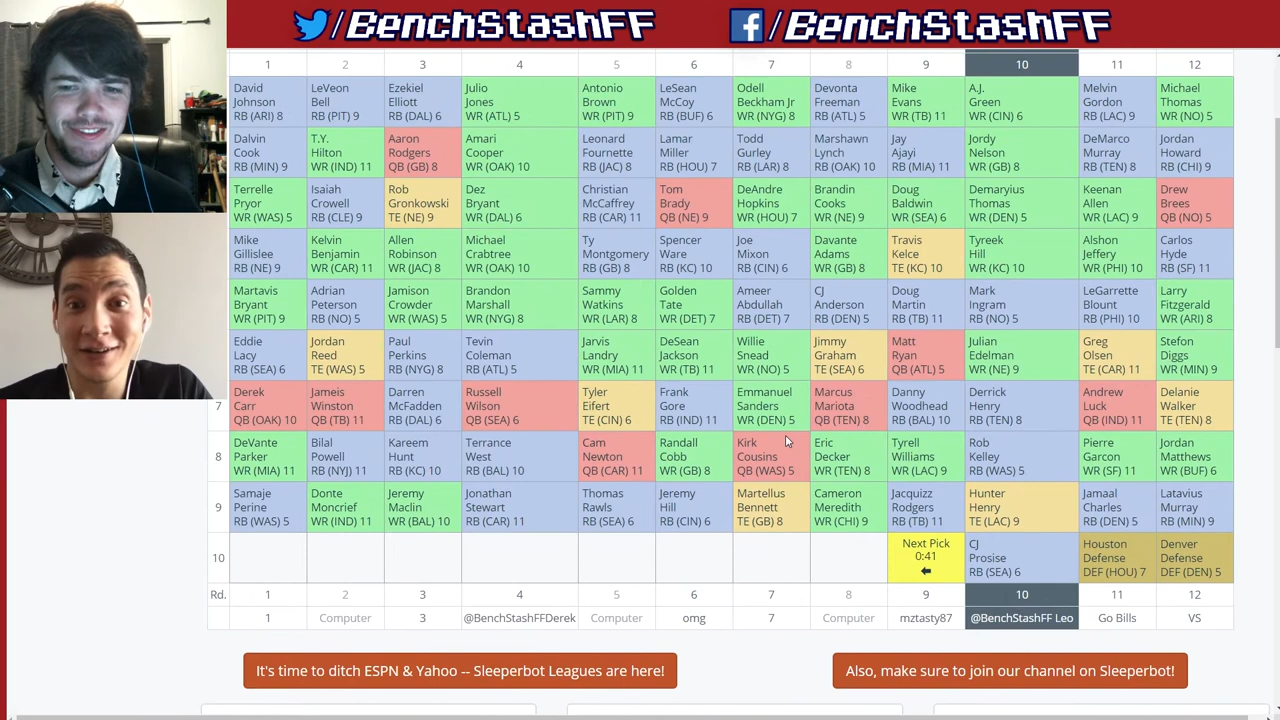 /BenchStashFF /BenchStashFF
1 2 3 4 5 6 7 8 9 10 11 12
David Johnson RB (ARI) 8 LeVeon Bell RB (PIT) 9 Ezekiel Elliott RB (DAL) 6 Julio Jones WR (ATL) 5 Antonio Brown WR (PIT) 9 LeSean McCoy RB (BUF) 6 Odell Beckham Jr WR (NYG) 8 Devonta Freeman RB (ATL) 5 Mike Evans WR (TB) 11 A.J. Green WR (CIN) 6 Melvin Gordon RB (LAC) 9 Michael Thomas WR (NO) 5
Dalvin Cook RB (MIN) 9 T.Y. Hilton WR (IND) 11 Aaron Rodgers QB (GB) 8 Amari Cooper WR (OAK) 10 Leonard Fournette RB (JAC) 8 Lamar Miller RB (HOU) 7 Todd Gurley RB (LAR) 8 Marshawn Lynch RB (OAK) 10 Jay Ajayi RB (MIA) 11 Jordy Nelson WR (GB) 8 DeMarco Murray RB (TEN) 8 Jordan Howard RB (CHI) 9
Terrelle Pryor WR (WAS) 5 Isaiah Crowell RB (CLE) 9 Rob Gronkowski TE (NE) 9 Dez Bryant WR (DAL) 6 Christian McCaffrey RB (CAR) 11 Tom Brady QB (NE) 9 DeAndre Hopkins WR (HOU) 7 Brandin Cooks WR (NE) 9 Doug Baldwin WR (SEA) 6 Demaryius Thomas WR (DEN) 5 Keenan Allen WR (LAC) 9 Drew Brees QB (NO) 5
Mike Gillislee RB (NE) 9 Kelvin Benjamin WR (CAR) 11 Allen Robinson WR (JAC) 8 Michael Crabtree WR (OAK) 10 Ty Montgomery RB (GB) 8 Spencer Ware RB (KC) 10 Joe Mixon RB (CIN) 6 Davante Adams WR (GB) 8 Travis Kelce TE (KC) 10 Tyreek Hill WR (KC) 10 Alshon Jeffery WR (PHI) 10 Carlos Hyde RB (SF) 11
Martavis Bryant WR (PIT) 9 Adrian Peterson RB (NO) 5 Jamison Crowder WR (WAS) 5 Brandon Marshall WR (NYG) 8 Sammy Watkins WR (LAR) 8 Golden Tate WR (DET) 7 Ameer Abdullah RB (DET) 7 CJ Anderson RB (DEN) 5 Doug Martin RB (TB) 11 Mark Ingram RB (NO) 5 LeGarrette Blount RB (PHI) 10 Larry Fitzgerald WR (ARI) 8
Eddie Lacy RB (SEA) 6 Jordan Reed TE (WAS) 5 Paul Perkins RB (NYG) 8 Tevin Coleman RB (ATL) 5 Jarvis Landry WR (MIA) 11 DeSean Jackson WR (TB) 11 Willie Snead WR (NO) 5 Jimmy Graham TE (SEA) 6 Matt Ryan QB (ATL) 5 Julian Edelman WR (NE) 9 Greg Olsen TE (CAR) 11 Stefon Diggs WR (MIN) 9
7 Derek Carr QB (OAK) 10 Jameis Winston QB (TB) 11 Darren McFadden RB (DAL) 6 Russell Wilson QB (SEA) 6 Tyler Eifert TE (CIN) 6 Frank Gore RB (IND) 11 Emmanuel Sanders WR (DEN) 5 Marcus Mariota QB (TEN) 8 Danny Woodhead RB (BAL) 10 Derrick Henry RB (TEN) 8 Andrew Luck QB (IND) 11 Delanie Walker TE (TEN) 8
8 DeVante Parker WR (MIA) 11 Bilal Powell RB (NYJ) 11 Kareem Hunt RB (KC) 10 Terrance West RB (BAL) 10 Cam Newton QB (CAR) 11 Randall Cobb WR (GB) 8 Kirk Cousins QB (WAS) 5 Eric Decker WR (TEN) 8 Tyrell Williams WR (LAC) 9 Rob Kelley RB (WAS) 5 Pierre Garcon WR (SF) 11 Jordan Matthews WR (BUF) 6
9 Samaje Perine RB (WAS) 5 Donte Moncrief WR (IND) 11 Jeremy Maclin WR (BAL) 10 Jonathan Stewart RB (CAR) 11 Thomas Rawls RB (SEA) 6 Jeremy Hill RB (CIN) 6 Martellus Bennett TE (GB) 8 Cameron Meredith WR (CHI) 9 Jacquizz Rodgers RB (TB) 11 Hunter Henry TE (LAC) 9 Jamaal Charles RB (DEN) 5 Latavius Murray RB (MIN) 9
10 Next Pick 0:41 CJ Prosise RB (SEA) 6 Houston Defense DEF (HOU) 7 Denver Defense DEF (DEN) 5
Rd. 1 2 3 4 5 6 7 8 9 10 11 12
1 Computer 3 @BenchStashFFDerek Computer omg 7 Computer mztasty87 @BenchStashFF Leo Go Bills VS
It's time to ditch ESPN & Yahoo -- Sleeperbot Leagues are here! Also, make sure to join our channel on Sleeperbot!